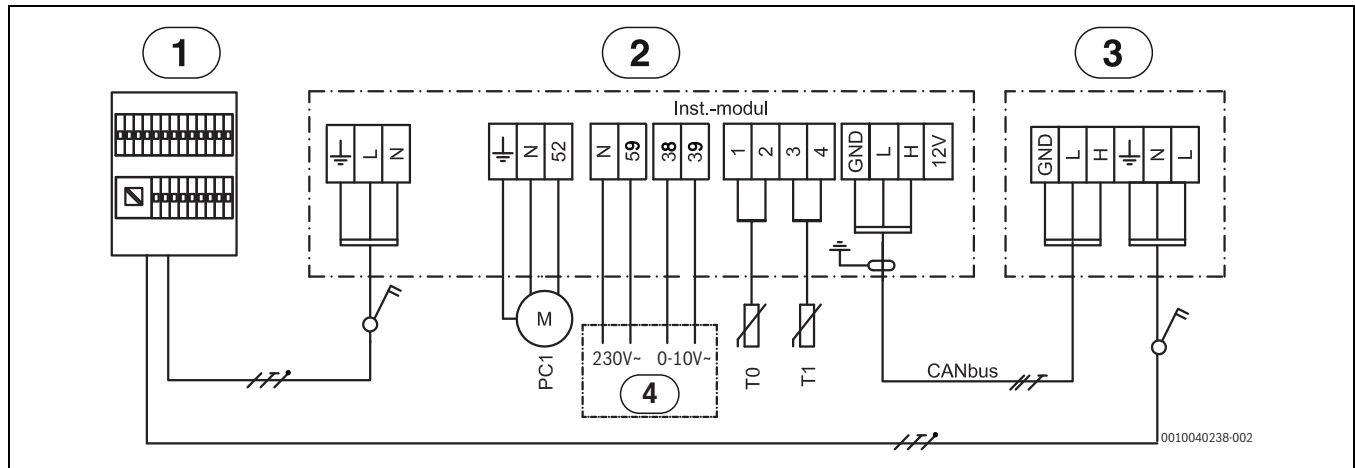 1
2
3
Inst.-modul
L
N
N
52
N
59
38
39
1
2
3
4
GND
L
H
12V
GND
L
H
N
L
M
PC1
230V~
0-10V~
4
T0
T1
CANbus
0010040238-002